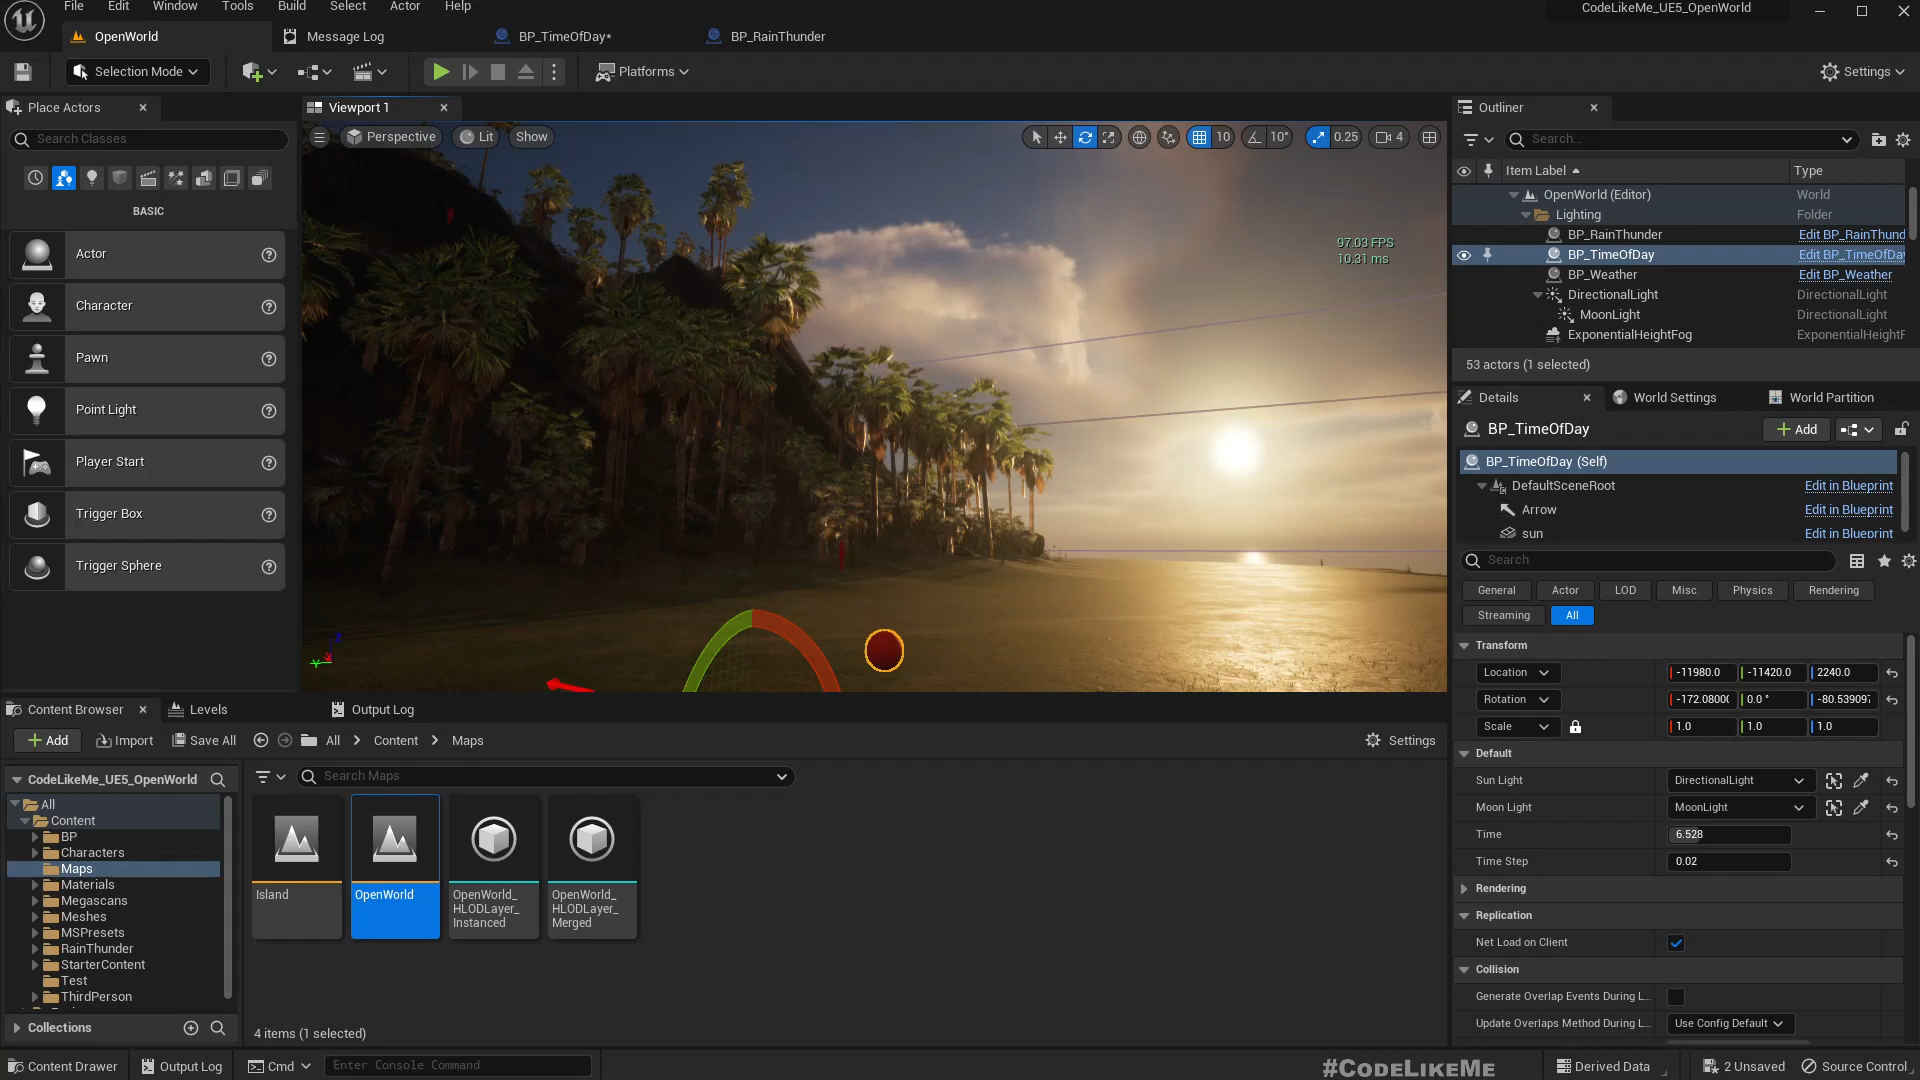 File Edit Window Tools Build Select Actor Help
CodeLikeMe_UE5_OpenWorld
OpenWorld
Message Log
BP_TimeOfDay*
BP_RainThunder
Selection Mode
Platforms
Settings
Place Actors
Search Classes
BASIC
Actor
Character
Pawn
Point Light
Player Start
Trigger Box
Trigger Sphere
Viewport 1
Perspective
Lit
Show
10
10°
0.25
4
97.03 FPS
10.31 ms
Outliner
Search...
Item Label
Type
OpenWorld (Editor) World
Lighting Folder
BP_RainThunder Edit BP_RainThund
BP_TimeOfDay Edit BP_TimeOfDay
BP_Weather Edit BP_Weather
DirectionalLight DirectionalLight
MoonLight DirectionalLight
ExponentialHeightFog ExponentialHeightF
53 actors (1 selected)
Details
World Settings
World Partition
BP_TimeOfDay
Add
BP_TimeOfDay (Self)
DefaultSceneRoot Edit in Blueprint
Arrow Edit in Blueprint
sun Edit in Blueprint
Search
General Actor LOD Misc Physics Rendering
Streaming All
Transform
Location -11980.0 -11420.0 2240.0
Rotation -172.0800 0.0 ° -80.53909
Scale 1.0 1.0 1.0
Default
Sun Light DirectionalLight
Moon Light MoonLight
Time 6.528
Time Step 0.02
Rendering
Replication
Net Load on Client
Collision
Generate Overlap Events During L...
Update Overlaps Method During L... Use Config Default
Content Browser
Levels
Output Log
Add
Import
Save All
All > Content > Maps
Settings
CodeLikeMe_UE5_OpenWorld
Search Maps
All
Content
BP
Characters
Maps
Materials
Megascans
Meshes
MSPresets
RainThunder
StarterContent
Test
ThirdPerson
Collections
Island
OpenWorld
OpenWorld_
HLODLayer_
Instanced
OpenWorld_
HLODLayer_
Merged
4 items (1 selected)
Content Drawer
Output Log
Cmd
Enter Console Command
#CodeLikeMe
Derived Data
2 Unsaved
Source Control